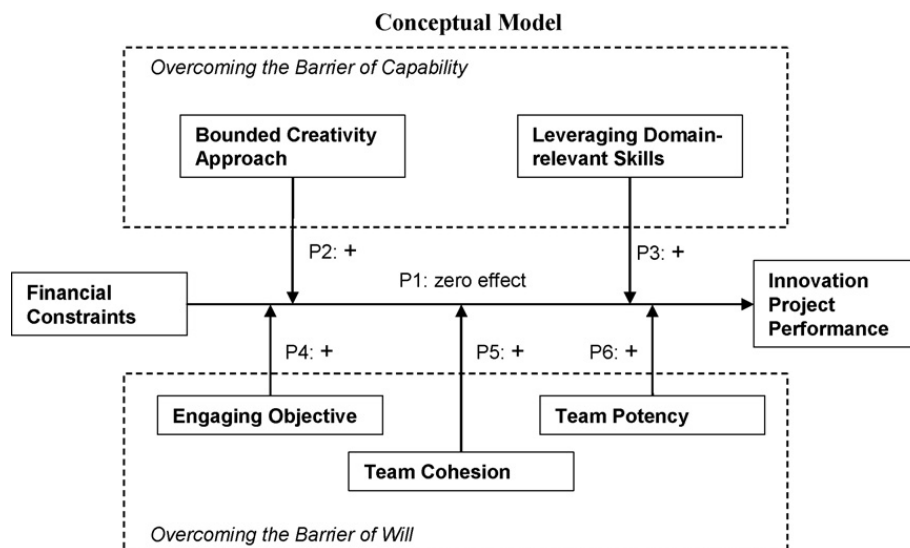 Conceptual Model
Overcoming the Barrier of Capability
Bounded Creativity
Approach
Leveraging Domain-
relevant Skills
P2: +
P3: +
P1: zero effect
Financial
Constraints
Innovation
Project
Performance
P4: +
P5: +
P6: +
Engaging Objective
Team Potency
Team Cohesion
Overcoming the Barrier of Will